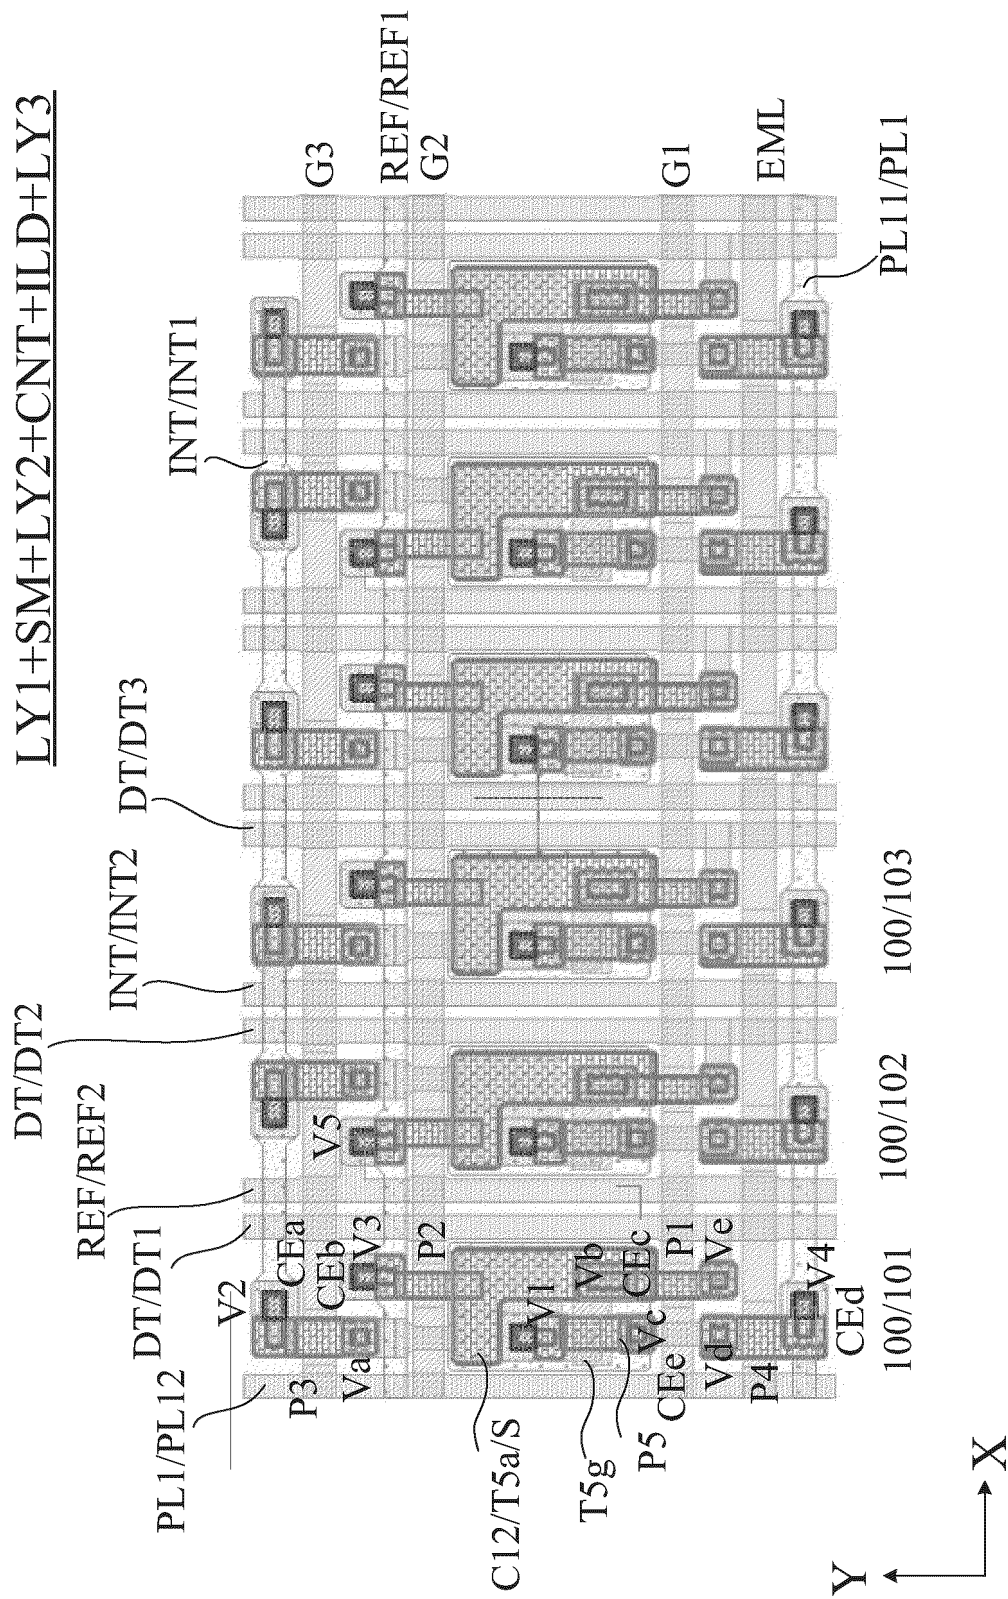 LY1+SM+LY2+CNT+ILD+LY3
PL1/PL12
DT/DT1
REF/REF2
DT/DT2
INT/INT2
DT/DT3
INT/INT1
G3
REF/REF1
G2
G1
EML
PL11/PL1
V2
CEa
P3
CEb
V3
Va
V5
P2
V1
Vb
CEc
Vc
P1
CEe
Ve
Vd
P4
V4
CEd
C12/T5a/S
T5g
P5
100/101
100/102
100/103
Y
X